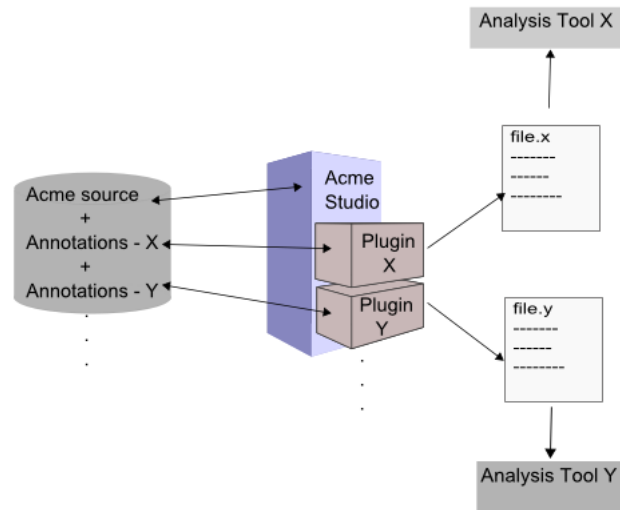 Analysis Tool X
file.x
-------
------
---------
Acme
Studio
Acme source
+
Annotations - X
+
Annotations - Y
.
.
.
Plugin
X
Plugin
Y
.
.
.
file.y
-------
------
---------
Analysis Tool Y